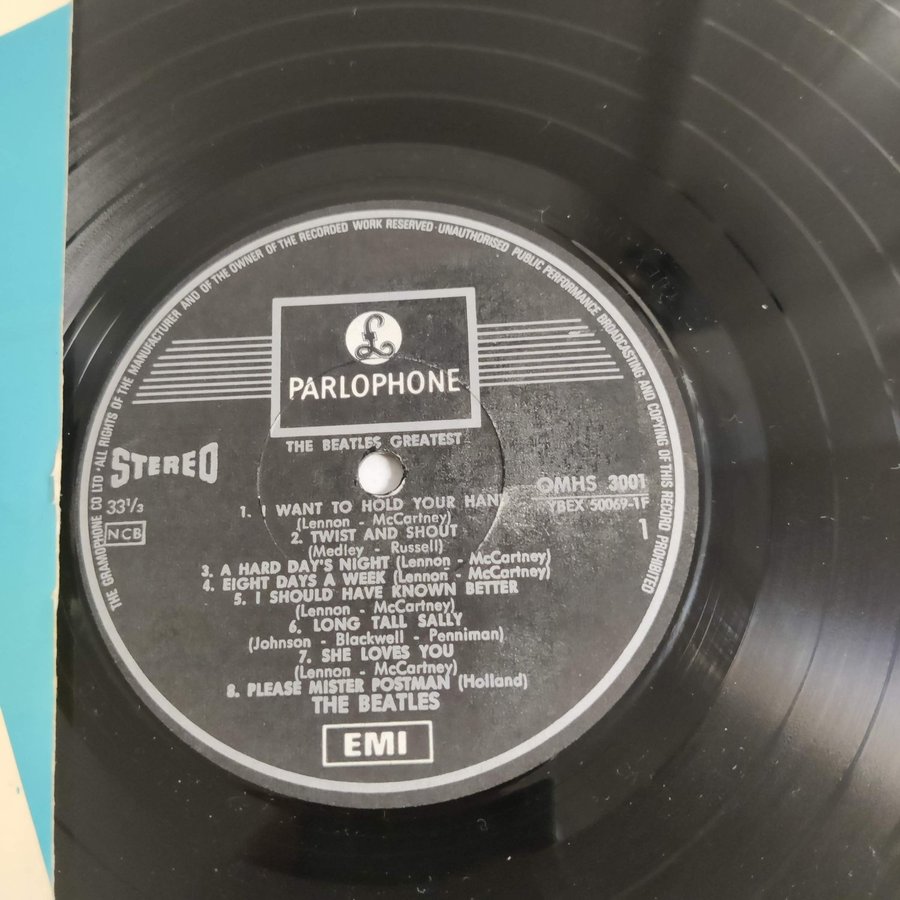 THE GRAMOPHONE CO LTD · ALL RIGHTS OF THE MANUFACTURER AND OF THE OWNER OF THE RECORDED WORK RESERVED · UNAUTHORISED PUBLIC PERFORMANCE BROADCASTING AND COPYING OF THIS RECORD PROHIBITED
£
PARLOPHONE
THE BEATLES GREATEST
STEREO
33⅓
NCB
OMHS 3001
YBEX 50069-1F
1
1. I WANT TO HOLD YOUR HAND
(Lennon - McCartney)
2. TWIST AND SHOUT
(Medley - Russell)
3. A HARD DAY'S NIGHT (Lennon - McCartney)
4. EIGHT DAYS A WEEK (Lennon - McCartney)
5. I SHOULD HAVE KNOWN BETTER
(Lennon - McCartney)
6. LONG TALL SALLY
(Johnson - Blackwell - Penniman)
7. SHE LOVES YOU
(Lennon - McCartney)
8. PLEASE MISTER POSTMAN (Holland)
THE BEATLES
EMI